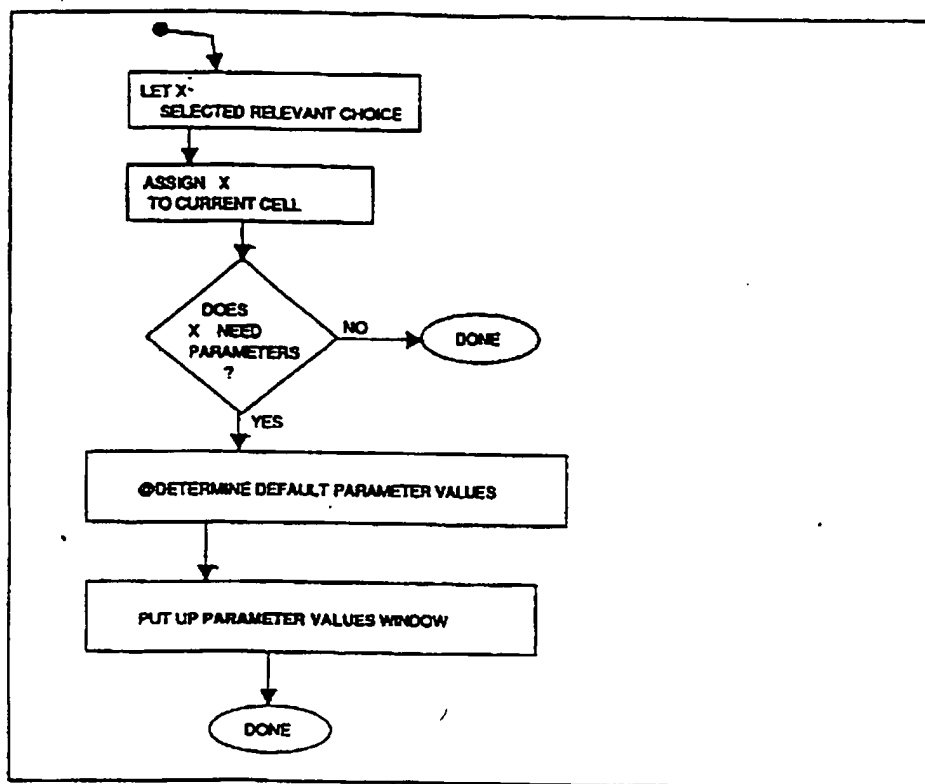 LET X-
SELECTED RELEVANT CHOICE
ASSIGN X
TO CURRENT CELL
DOES
X NEED
PARAMETERS
?
NO
DONE
YES
@DETERMINE DEFAULT PARAMETER VALUES
PUT UP PARAMETER VALUES WINDOW
DONE